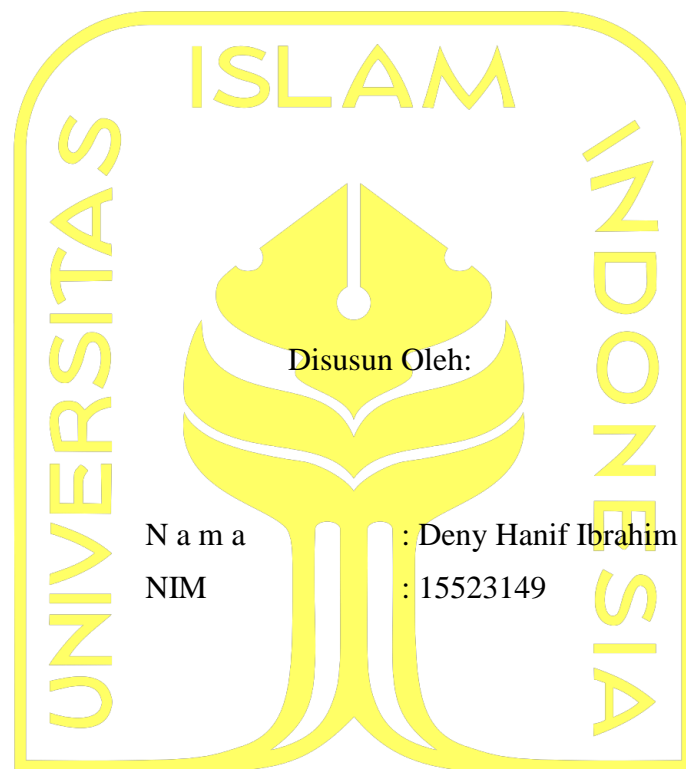 UNIVERSITAS
ISLAM
INDONESIA
Disusun Oleh:
N a m a : Deny Hanif Ibrahim
NIM : 15523149